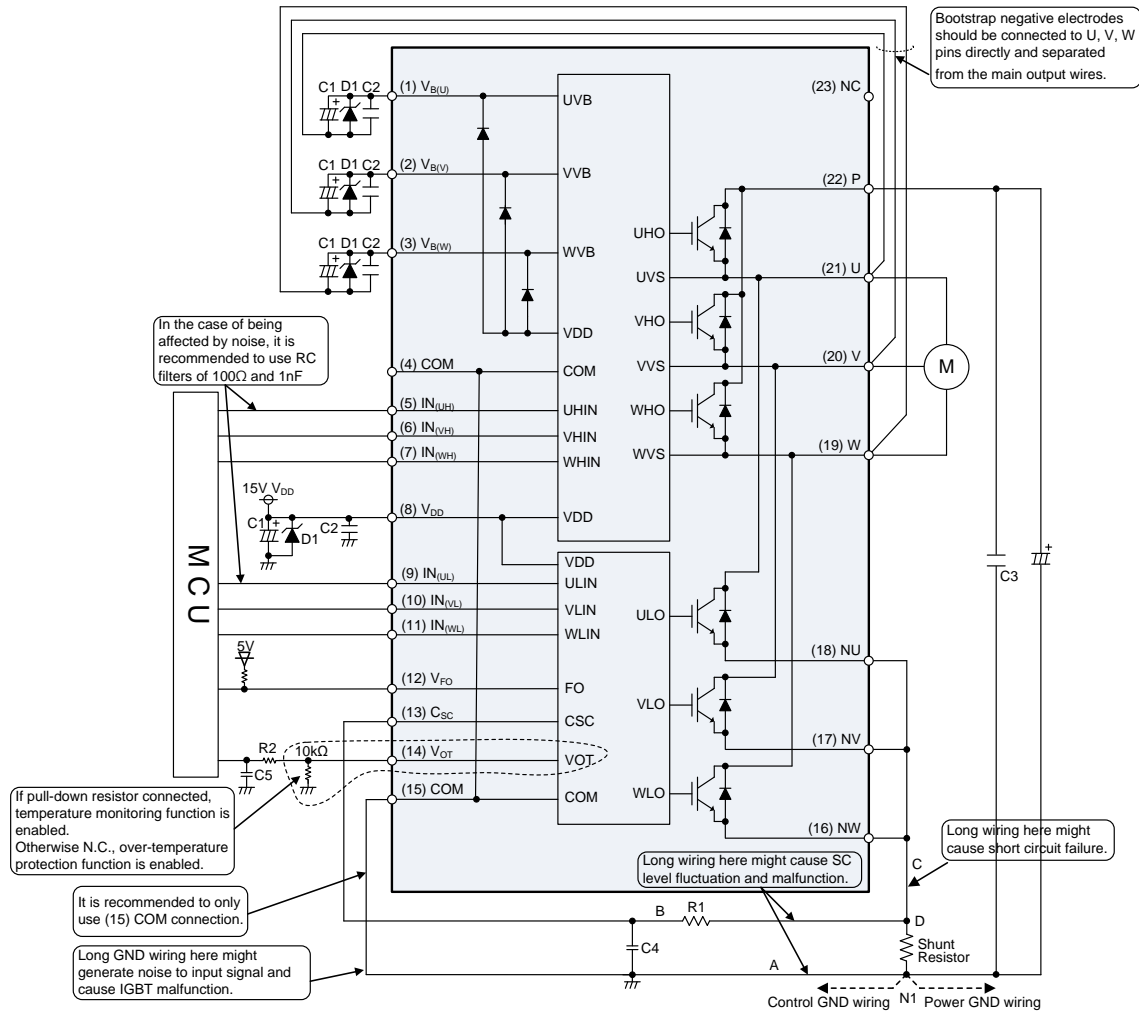 Bootstrap negative electrodes
should be connected to U, V, W
pins directly and separated
from the main output wires.
C1 D1 C2
+
(1) VB(U)
UVB
(23) NC
C1 D1 C2
+
(2) VB(V)
VVB
(22) P
+
UHO
C1 D1 C2
+
(3) VB(W)
WVB
(21) U
UVS
In the case of being
affected by noise, it is
recommended to use RC
filters of 100Ω and 1nF
VHO
VDD
(20) V
M
(4) COM
COM
VVS
(5) IN(UH)
UHIN
WHO
(6) IN(VH)
VHIN
(7) IN(WH)
WHIN
WVS
(19) W
15V VDD
C1
+
D1
C2
(8) VDD
VDD
MCU
VDD
C3
+
(9) IN(UL)
ULIN
(10) IN(VL)
VLIN
ULO
(11) IN(WL)
WLIN
5V
(18) NU
(12) VFO
FO
VLO
(13) CSC
CSC
(17) NV
R2
10kΩ
(14) VOT
VOT
C5
(15) COM
COM
WLO
(16) NW
If pull-down resistor connected,
temperature monitoring function is
enabled.
Otherwise N.C., over-temperature
protection function is enabled.
Long wiring here might cause SC
level fluctuation and malfunction.
C
Long wiring here might
cause short circuit failure.
It is recommended to only
use (15) COM connection.
B
R1
D
C4
Shunt
Resistor
Long GND wiring here might
generate noise to input signal and
cause IGBT malfunction.
A
Control GND wiring
N1
Power GND wiring